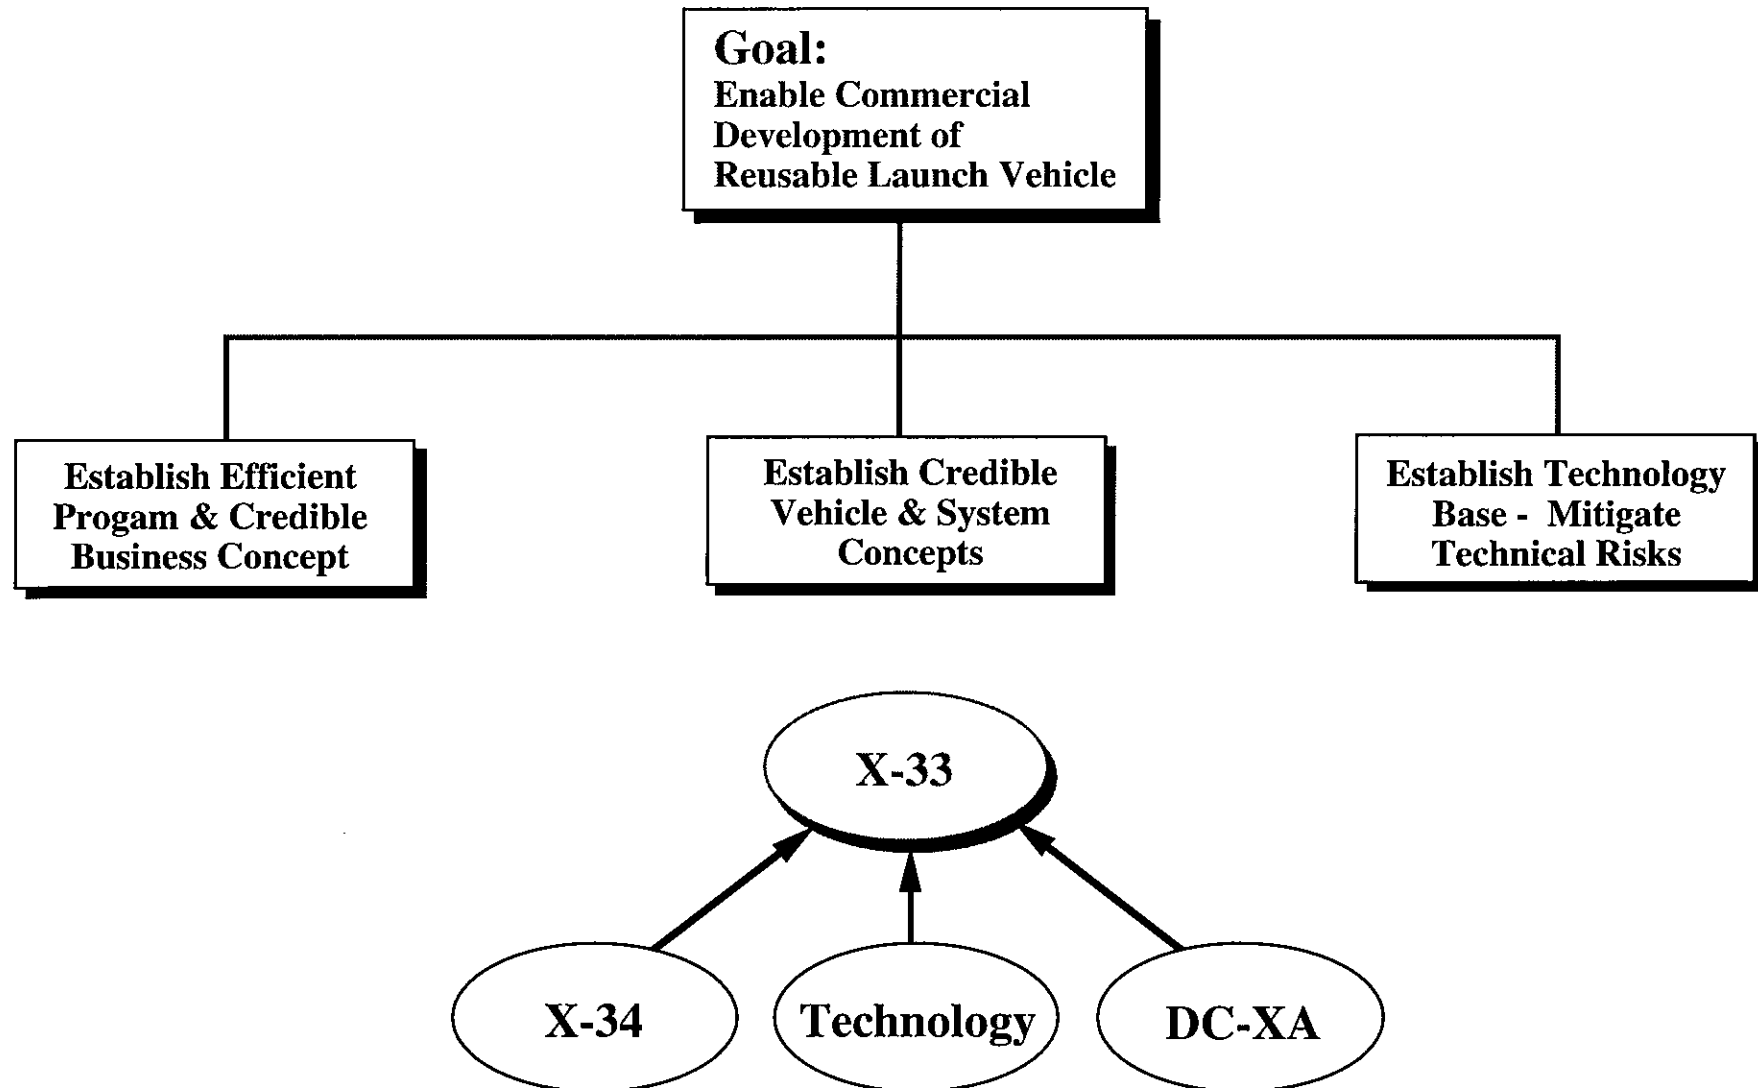 Goal:
Enable Commercial
Development of
Reusable Launch Vehicle
Establish Efficient
Progam & Credible
Business Concept
Establish Credible
Vehicle & System
Concepts
Establish Technology
Base - Mitigate
Technical Risks
X-33
X-34
Technology
DC-XA